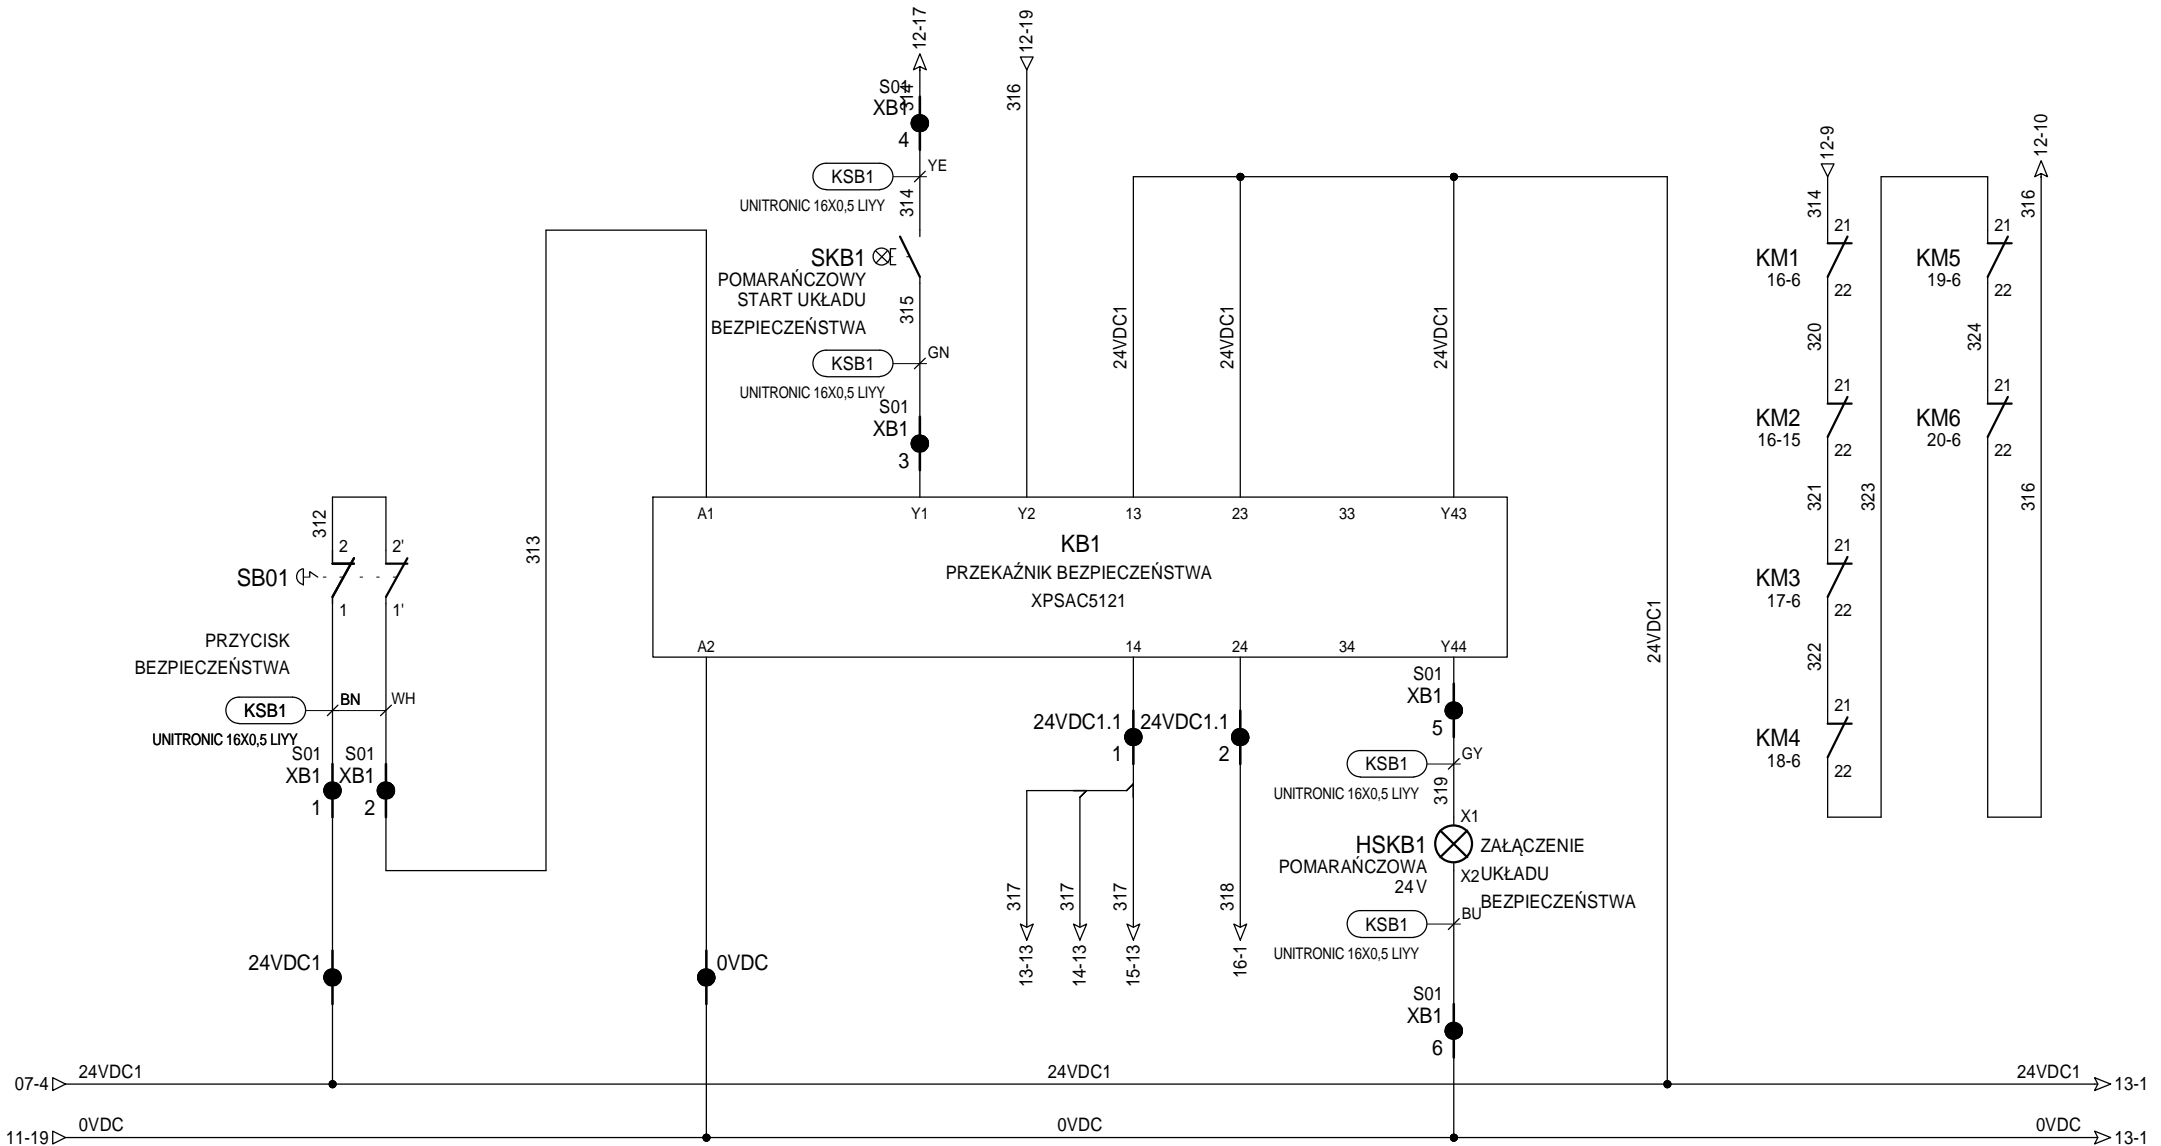 12-17
12-19
S01
XB1
314
4
316
KSB1
YE
UNITRONIC 16X0,5 LIYY
314
SKB1
POMARAŃCZOWY
START UKŁADU
BEZPIECZEŃSTWA
315
KSB1
GN
UNITRONIC 16X0,5 LIYY
S01
XB1
3
24VDC1
24VDC1
24VDC1
24VDC1
12-9
12-10
314
316
21
KM1
16-6
22
21
KM5
19-6
22
320
324
21
KM2
16-15
22
21
KM6
20-6
22
321
323
316
21
KM3
17-6
22
322
21
KM4
18-6
22
312
2
2'
SB01
1
1'
PRZYCISK
BEZPIECZEŃSTWA
KSB1
BN
WH
UNITRONIC 16X0,5 LIYY
S01
XB1
1
S01
XB1
2
313
24VDC1
A1
Y1
Y2
13
23
33
Y43
KB1
PRZEKAŹNIK BEZPIECZEŃSTWA
XPSAC5121
A2
14
24
34
Y44
0VDC
24VDC1.1
1
24VDC1.1
2
317
317
317
318
13-13
14-13
15-13
16-1
S01
XB1
5
KSB1
GY
UNITRONIC 16X0,5 LIYY
319
X1
HSKB1
POMARAŃCZOWA
24 V
X2
ZAŁĄCZENIE
UKŁADU
BEZPIECZEŃSTWA
KSB1
BU
UNITRONIC 16X0,5 LIYY
S01
XB1
6
07-4
24VDC1
24VDC1
24VDC1
13-1
11-19
0VDC
0VDC
0VDC
13-1